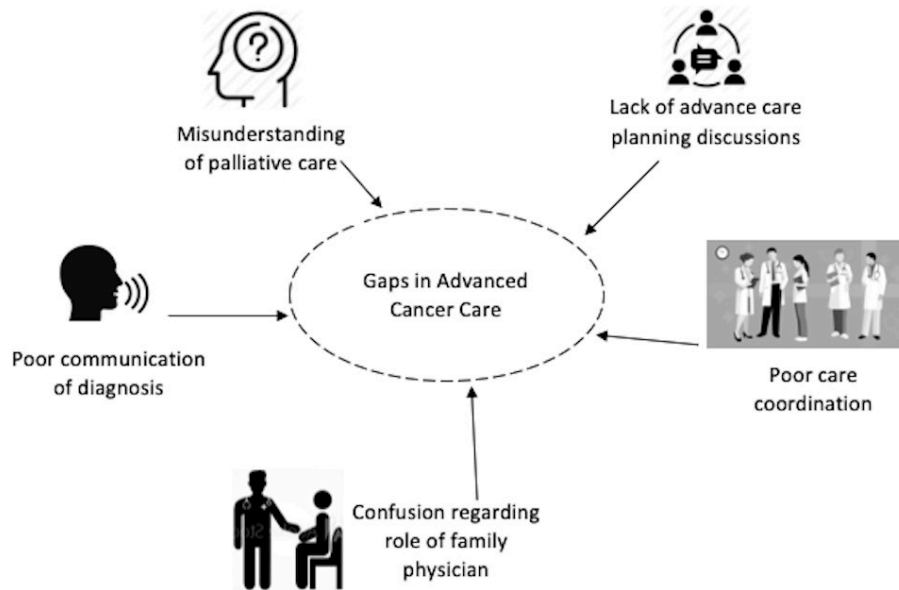 Misunderstanding
of palliative care
Lack of advance care
planning discussions
Gaps in Advanced
Cancer Care
Poor communication
of diagnosis
Poor care
coordination
Confusion regarding
role of family
physician